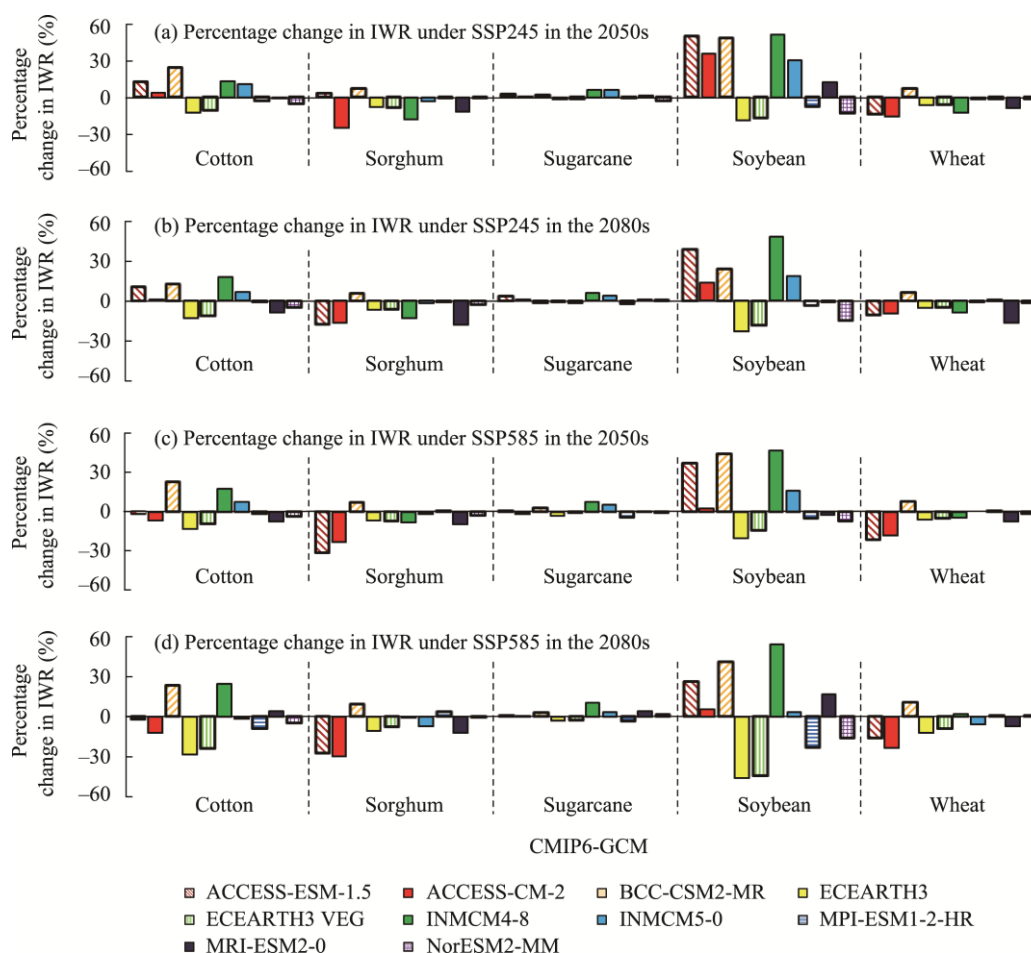 (a) Percentage change in IWR under SSP245 in the 2050s
Percentage
change in IWR (%)
60
30
0
–30
–60
Cotton
Sorghum
Sugarcane
Soybean
Wheat
(b) Percentage change in IWR under SSP245 in the 2080s
Percentage
change in IWR (%)
60
30
0
–30
–60
Cotton
Sorghum
Sugarcane
Soybean
Wheat
(c) Percentage change in IWR under SSP585 in the 2050s
Percentage
change in IWR (%)
60
30
0
–30
–60
Cotton
Sorghum
Sugarcane
Soybean
Wheat
(d) Percentage change in IWR under SSP585 in the 2080s
Percentage
change in IWR (%)
60
30
0
–30
–60
Cotton
Sorghum
Sugarcane
Soybean
Wheat
CMIP6-GCM
ACCESS-ESM-1.5
ACCESS-CM-2
BCC-CSM2-MR
ECEARTH3
ECEARTH3 VEG
INMCM4-8
INMCM5-0
MPI-ESM1-2-HR
MRI-ESM2-0
NorESM2-MM